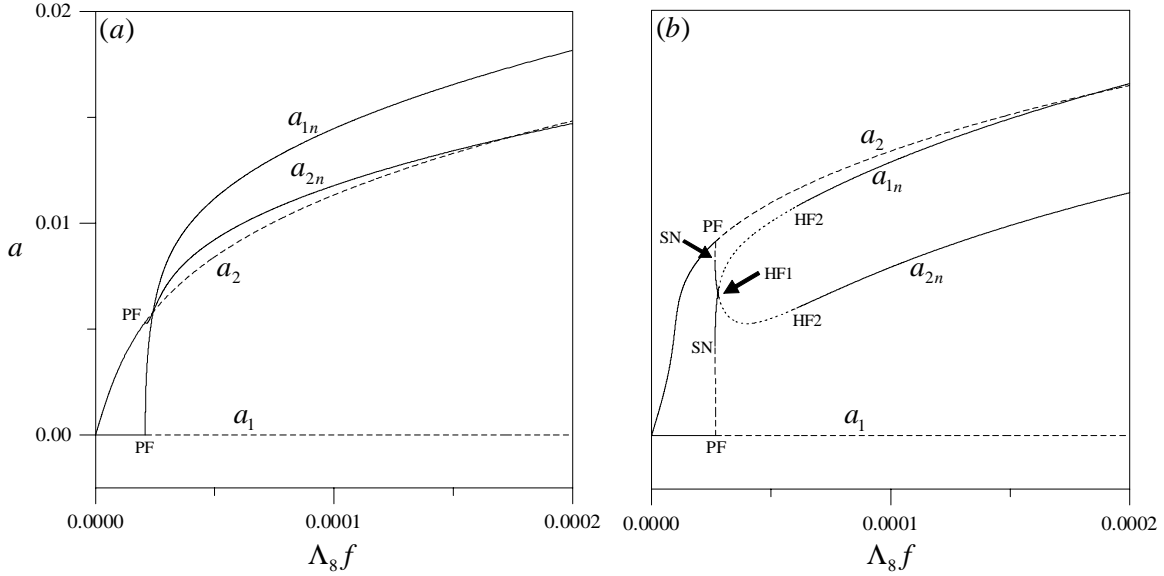 (a)
0.02
0.01
0.00
a
a₁ₙ
a₂ₙ
a₂
a₁
PF
PF
0.0000
0.0001
0.0002
Λ₈f
(b)
a₂
a₁ₙ
a₂ₙ
a₁
PF
SN
HF1
HF2
HF2
SN
PF
0.0000
0.0001
0.0002
Λ₈f